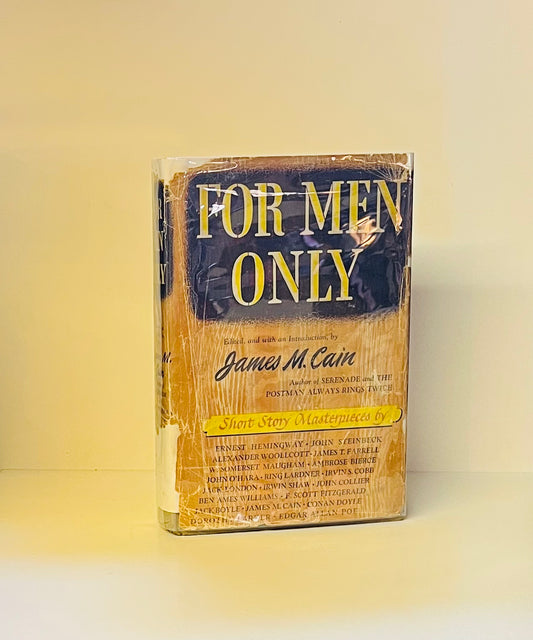 FOR MEN
ONLY
Edited, and with an Introduction, by
James M. Cain
Author of SERENADE and THE
POSTMAN ALWAYS RINGS TWICE
Short Story Masterpieces by
ERNEST HEMINGWAY • JOHN STEINBECK
ALEXANDER WOOLLCOTT • JAMES T. FARRELL
W. SOMERSET MAUGHAM • AMBROSE BIERCE
JOHN O'HARA • RING LARDNER • IRVIN S. COBB
JACK LONDON • IRWIN SHAW • JOHN COLLIER
BEN AMES WILLIAMS • F. SCOTT FITZGERALD
JACK BOYLE • JAMES M. CAIN • CONAN DOYLE
DOROTHY PARKER • EDGAR ALLAN POE